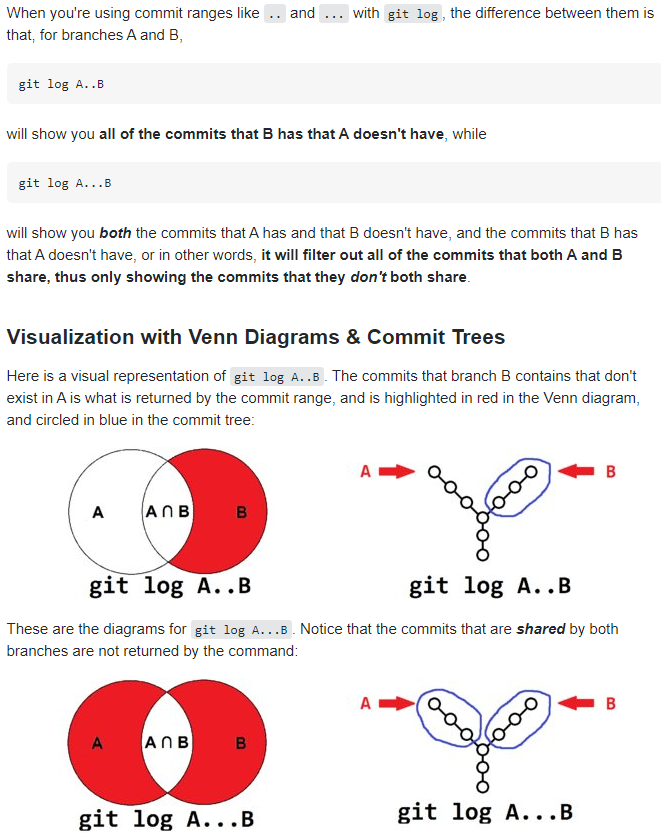 When you're using commit ranges like .. and ... with git log, the difference between them is
that, for branches A and B,
git log A..B
will show you all of the commits that B has that A doesn't have, while
git log A...B
will show you both the commits that A has and that B doesn't have, and the commits that B has
that A doesn't have, or in other words, it will filter out all of the commits that both A and B
share, thus only showing the commits that they don't both share.
Visualization with Venn Diagrams & Commit Trees
Here is a visual representation of git log A..B. The commits that branch B contains that don't
exist in A is what is returned by the commit range, and is highlighted in red in the Venn diagram,
and circled in blue in the commit tree:
A A∩B B
A B
git log A..B
git log A..B
These are the diagrams for git log A...B. Notice that the commits that are shared by both
branches are not returned by the command:
A A∩B B
A B
git log A...B
git log A...B